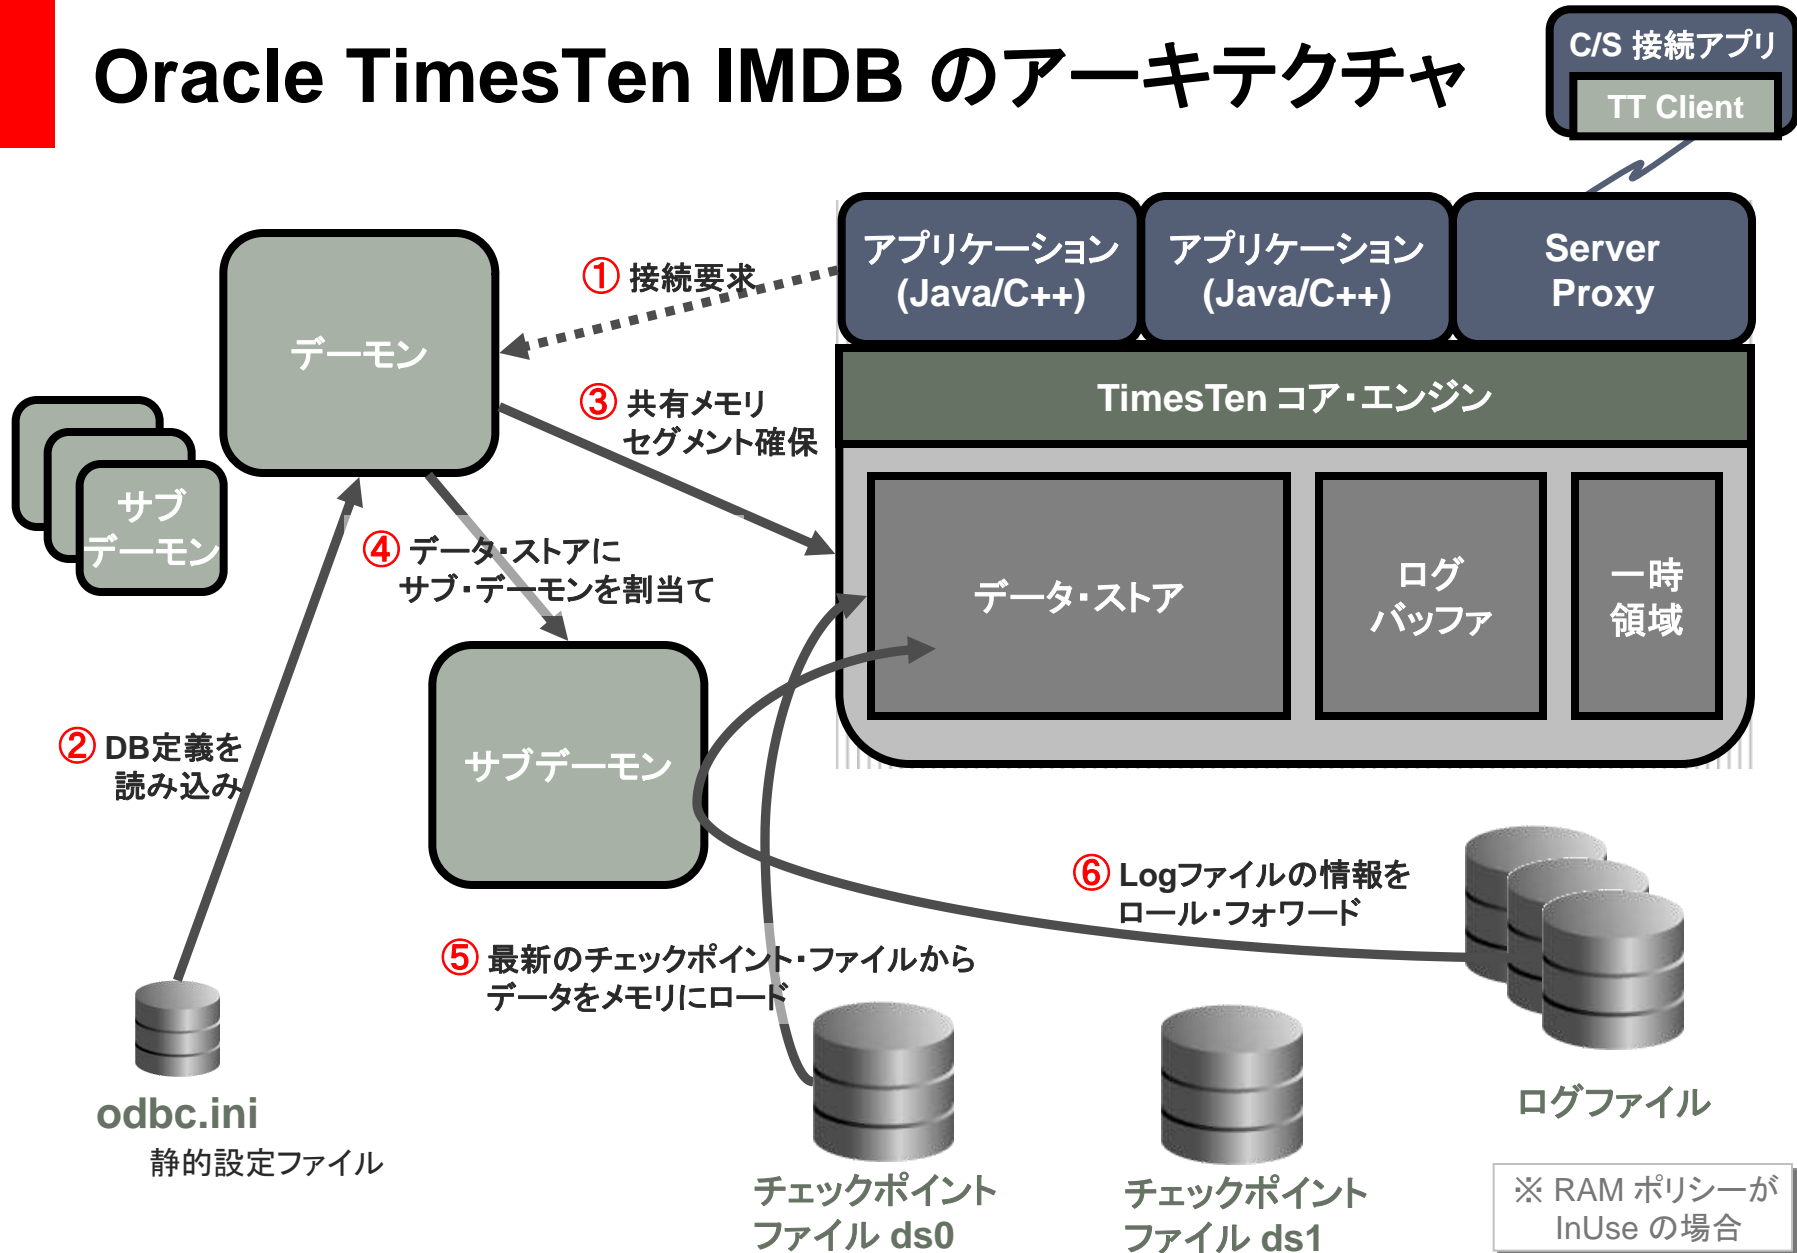 Oracle TimesTen IMDB のアーキテクチャ
C/S 接続アプリ
TT Client
アプリケーション
(Java/C++)
アプリケーション
(Java/C++)
Server
Proxy
① 接続要求
デーモン
TimesTen コア・エンジン
③ 共有メモリ
セグメント確保
サブ
デーモン
④ データ・ストアに
サブ・デーモンを割当て
データ・ストア
ログ
バッファ
一時
領域
② DB定義を
読み込み
サブデーモン
⑥ Logファイルの情報を
ロール・フォワード
⑤ 最新のチェックポイント・ファイルから
データをメモリにロード
odbc.ini
静的設定ファイル
チェックポイント
ファイル ds0
チェックポイント
ファイル ds1
ログファイル
※ RAM ポリシーが
InUse の場合